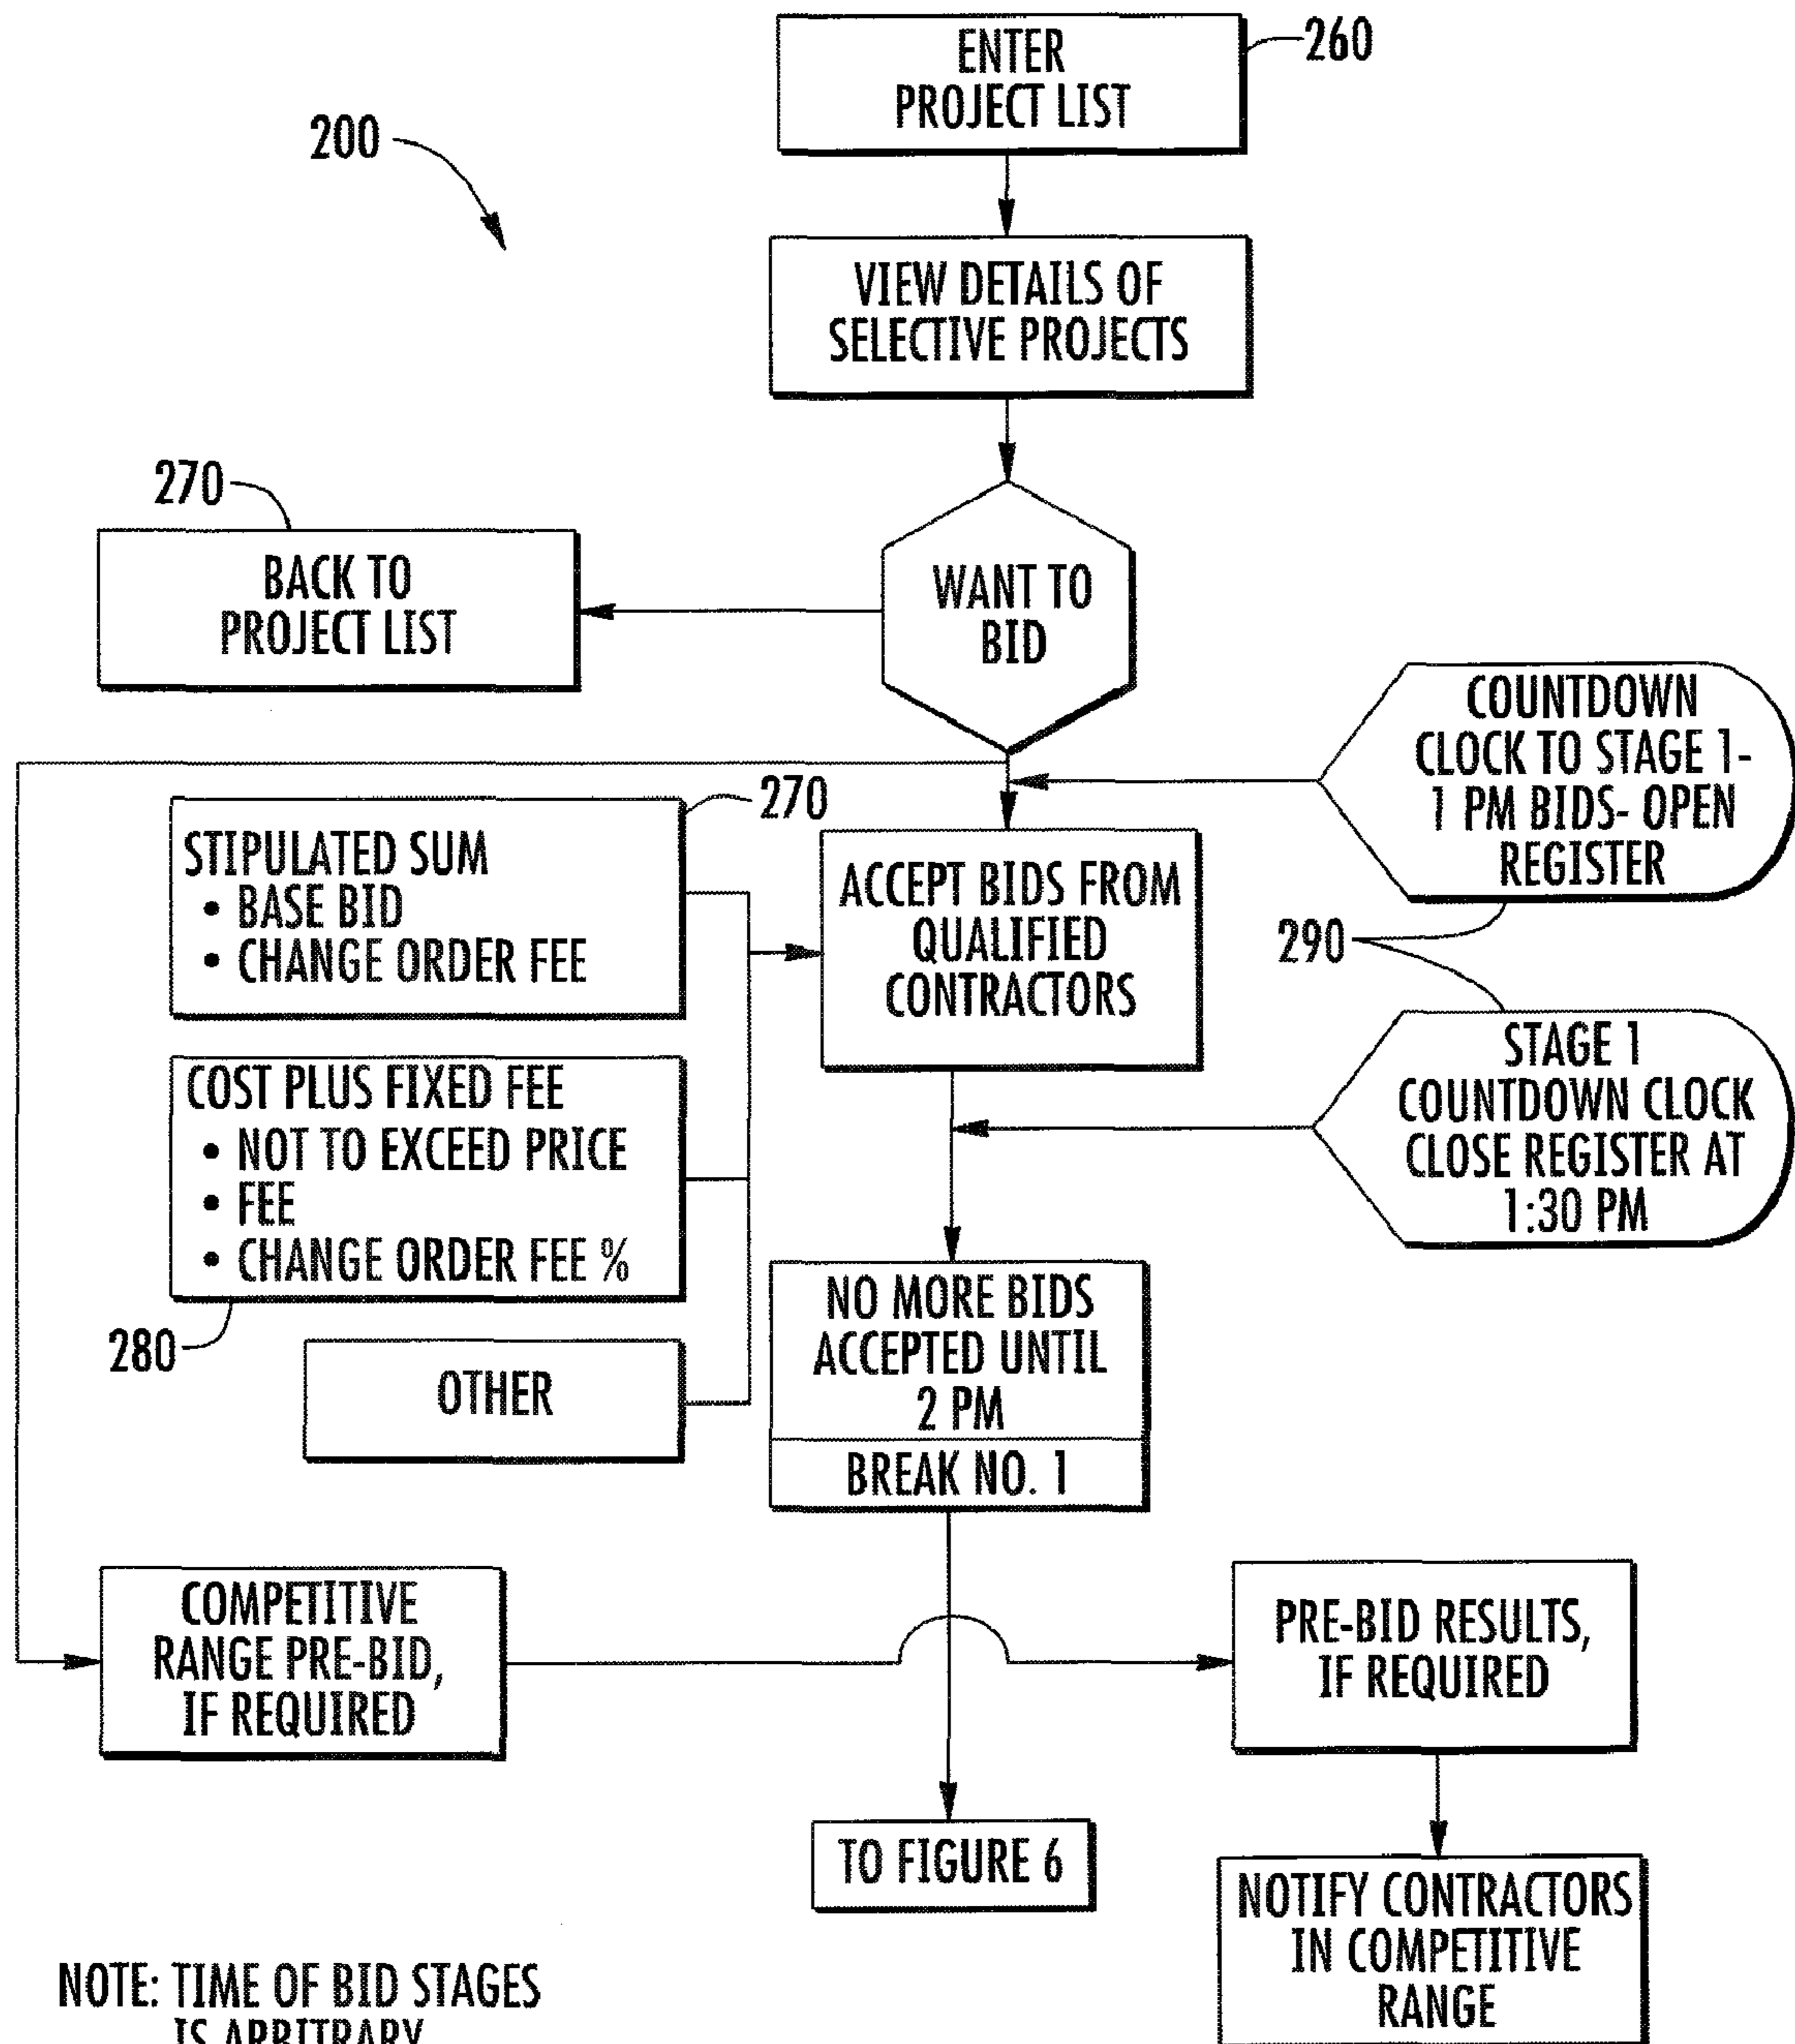 ENTER
PROJECT LIST
260
200
VIEW DETAILS OF
SELECTIVE PROJECTS
270
BACK TO
PROJECT LIST
WANT TO
BID
COUNTDOWN
CLOCK TO STAGE 1-
1 PM BIDS- OPEN
REGISTER
270
STIPULATED SUM
• BASE BID
• CHANGE ORDER FEE
ACCEPT BIDS FROM
QUALIFIED
CONTRACTORS
290
COST PLUS FIXED FEE
• NOT TO EXCEED PRICE
• FEE
• CHANGE ORDER FEE %
280
STAGE 1
COUNTDOWN CLOCK
CLOSE REGISTER AT
1:30 PM
OTHER
NO MORE BIDS
ACCEPTED UNTIL
2 PM
BREAK NO. 1
COMPETITIVE
RANGE PRE-BID,
IF REQUIRED
PRE-BID RESULTS,
IF REQUIRED
TO FIGURE 6
NOTIFY CONTRACTORS
IN COMPETITIVE
RANGE
NOTE: TIME OF BID STAGES
IS ARBITRARY